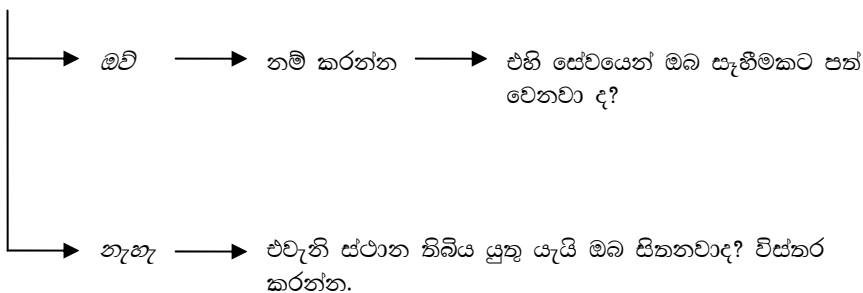 ඔව් නම් කරන්න එහි සේවයෙන් ඔබ සෑහීමකට පත්
වෙනවා ද?
නැහැ එවැනි ස්ථාන තිබිය යුතු යැයි ඔබ සිතනවාද? විස්තර
කරන්න.